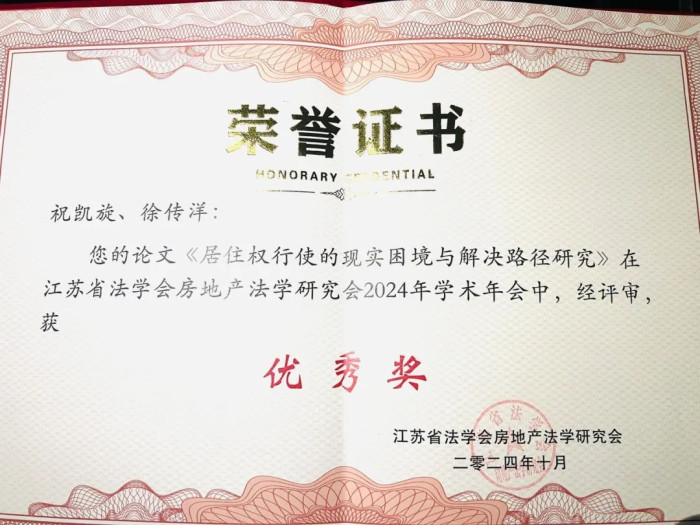 荣誉证书
HONORARY CREDENTIAL
祝凯旋、徐传洋：
您的论文《居住权行使的现实困境与解决路径研究》在
江苏省法学会房地产法学研究会2024年学术年会中，经评审，
获
优秀奖
江苏省法学会房地产法学研究会
二零二四年十月